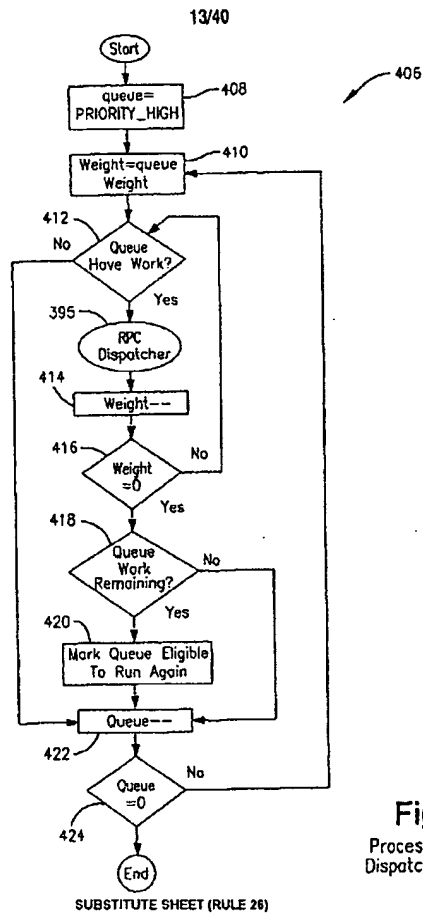 13/40
Start
406
queue=
PRIORITY_HIGH
408
Weight=queue
Weight
410
412
No
Queue
Have Work?
Yes
395
RPC
Dispatcher
414
Weight--
416
No
Weight
=0
Yes
418
Queue
Work
Remaining?
No
Yes
420
Mark Queue Eligible
To Run Again
Queue--
422
No
Queue
=0
424
End
Fig
Proces
Dispatc
SUBSTITUTE SHEET (RULE 26)